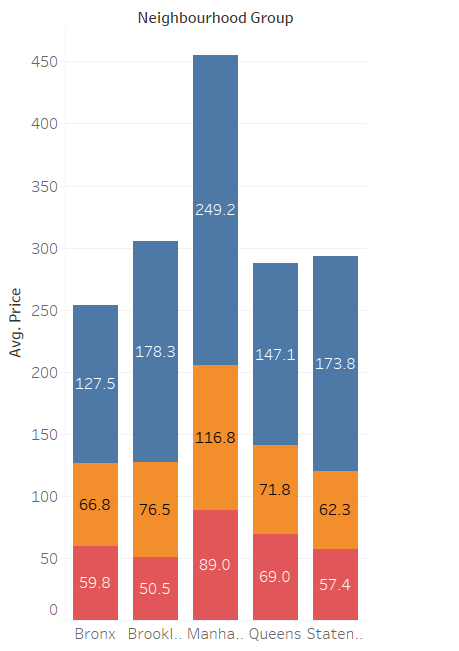 Neighbourhood Group
Avg. Price
450
400
350
300
250
200
150
100
50
0
127.5 178.3 249.2 147.1 173.8
66.8 76.5 116.8 71.8 62.3
59.8 50.5 89.0 69.0 57.4
Bronx Brookl.. Manha.. Queens Staten..